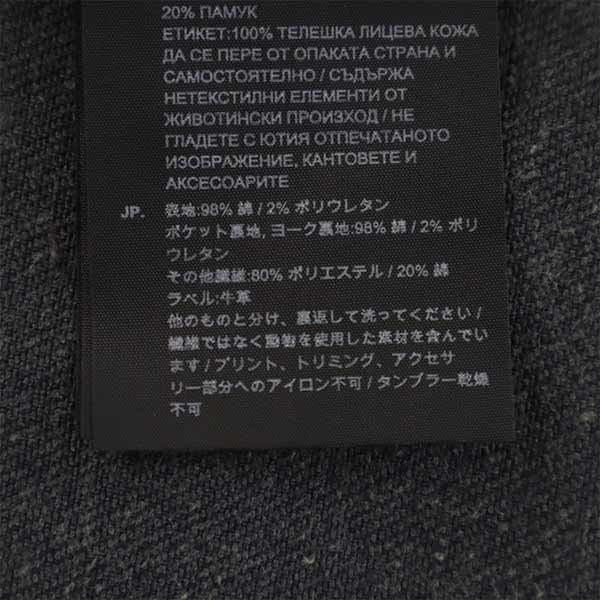 20% ПАМУК
ЕТИКЕТ:100% ТЕЛЕШКА ЛИЦЕВА КОЖА
ДА СЕ ПЕРЕ ОТ ОПАКАТА СТРАНА И
САМОСТОЯТЕЛНО / СЪДЪРЖА
НЕТЕКСТИЛНИ ЕЛЕМЕНТИ ОТ
ЖИВОТИНСКИ ПРОИЗХОД / НЕ
ГЛАДЕТЕ С ЮТИЯ ОТПЕЧАТАНОТО
ИЗОБРАЖЕНИЕ, КАНТОВЕТЕ И
АКСЕСОАРИТЕ
JP. 表地:98% 綿 / 2% ポリウレタン
ポケット裏地, ヨーク裏地:98% 綿 / 2% ポリ
ウレタン
その他繊維:80% ポリエステル / 20% 綿
ラベル:牛革
他のものと分け、裏返して洗ってください /
繊維ではなく動物を使用した素材を含んでい
ます / プリント、トリミング、アクセサ
リー部分へのアイロン不可 / タンブラー乾燥
不可